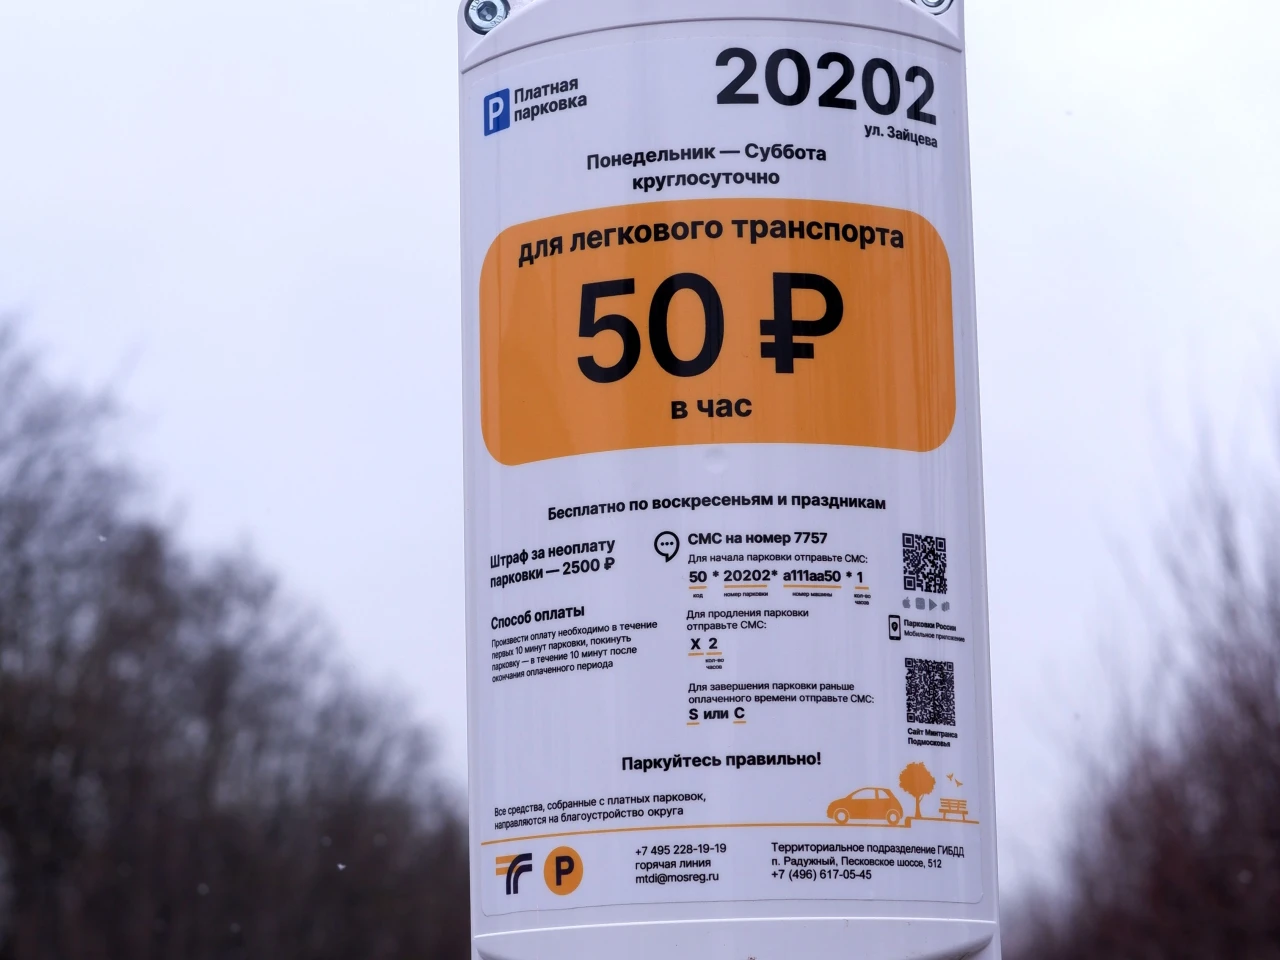 P Платная
парковка
20202
ул. Зайцева
Понедельник — Суббота
круглосуточно
для легкового транспорта
50 ₽
в час
Бесплатно по воскресеньям и праздникам
Штраф за неоплату
парковки — 2500 ₽
Способ оплаты
Произвести оплату необходимо в течение
первых 10 минут парковки, покинуть
парковку — в течение 10 минут после
окончания оплаченного периода
СМС на номер 7757
Для начала парковки отправьте СМС:
50 * 20202* а111аа50 * 1
код номер парковки номер машины кол-во
часов
Для продления парковки
отправьте СМС:
X 2
кол-во
часов
Для завершения парковки раньше
оплаченного времени отправьте СМС:
S или C
Парковки России
Мобильное приложение
Сайт Минтранса
Подмосковья
Паркуйтесь правильно!
Все средства, собранные с платных парковок,
направляются на благоустройство округа
P
+7 495 228-19-19
горячая линия
mtdi@mosreg.ru
Территориальное подразделение ГИБДД
п. Радужный, Песковское шоссе, 512
+7 (496) 617-05-45